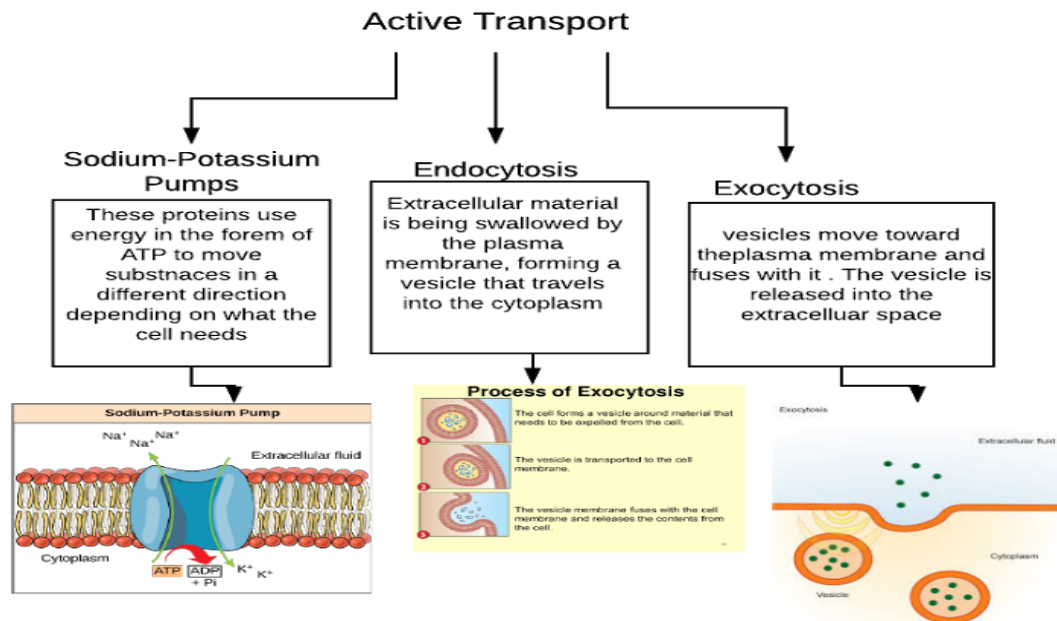 Active Transport
Sodium-Potassium
Pumps
These proteins use
energy in the forem of
ATP to move
substnaces in a
different direction
depending on what the
cell needs
Endocytosis
Extracellular material
is being swallowed by
the plasma
membrane, forming a
vesicle that travels
into the cytoplasm
Exocytosis
vesicles move toward
theplasma membrane and
fuses with it . The vesicle is
released into the
extracelluar space
Sodium-Potassium Pump
Na⁺ Na⁺
Na⁺
Extracellular fluid
Cytoplasm
ATP ADP
+ Pi
K⁺ K⁺
Process of Exocytosis
1
The cell forms a vesicle around material that
needs to be expelled from the cell.
2
The vesicle is transported to the cell
membrane.
3
The vesicle membrane fuses with the cell
membrane and releases the contents from
the cell.
Exocytosis
Extracellular fluid
Cytoplasm
Vesicle